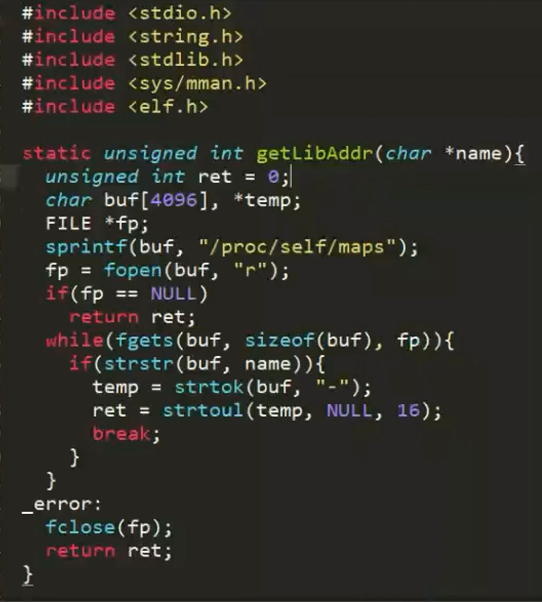 #include <stdio.h>
#include <string.h>
#include <stdlib.h>
#include <sys/mman.h>
#include <elf.h>

static unsigned int getLibAddr(char *name){
  unsigned int ret = 0;
  char buf[4096], *temp;
  FILE *fp;
  sprintf(buf, "/proc/self/maps");
  fp = fopen(buf, "r");
  if(fp == NULL)
    return ret;
  while(fgets(buf, sizeof(buf), fp)){
    if(strstr(buf, name)){
      temp = strtok(buf, "-");
      ret = strtoul(temp, NULL, 16);
      break;
    }
  }
_error:
  fclose(fp);
  return ret;
}